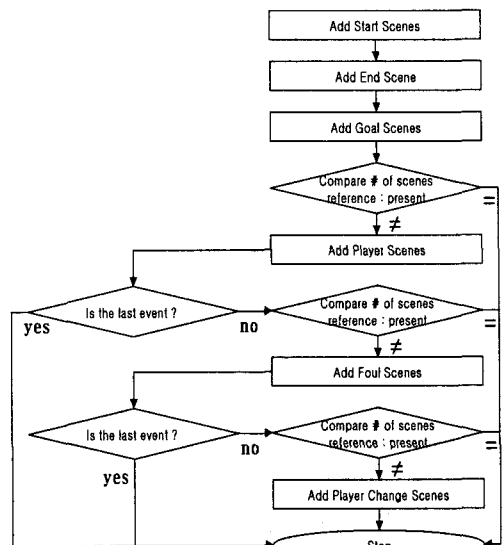 Add Start Scenes
Add End Scene
Add Goal Scenes
Compare # of scenes
reference : present
=
≠
Add Player Scenes
Is the last event ?
yes
no
Compare # of scenes
reference : present
=
≠
Add Foul Scenes
Is the last event ?
yes
no
Compare # of scenes
reference : present
=
≠
Add Player Change Scenes
Stop